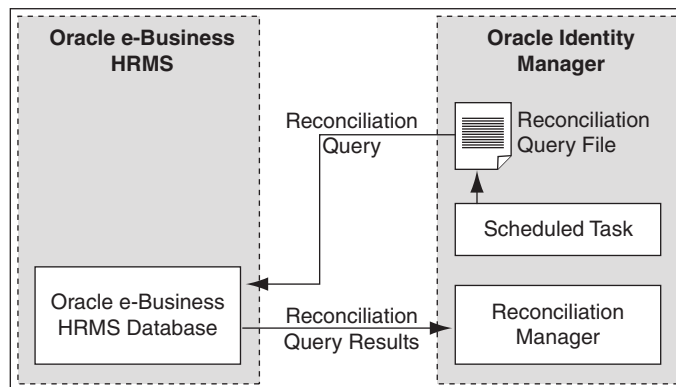 Oracle e-Business
HRMS
Oracle Identity
Manager
Reconciliation
Query
Reconciliation
Query File
Scheduled Task
Oracle e-Business
HRMS Database
Reconciliation
Query Results
Reconciliation
Manager